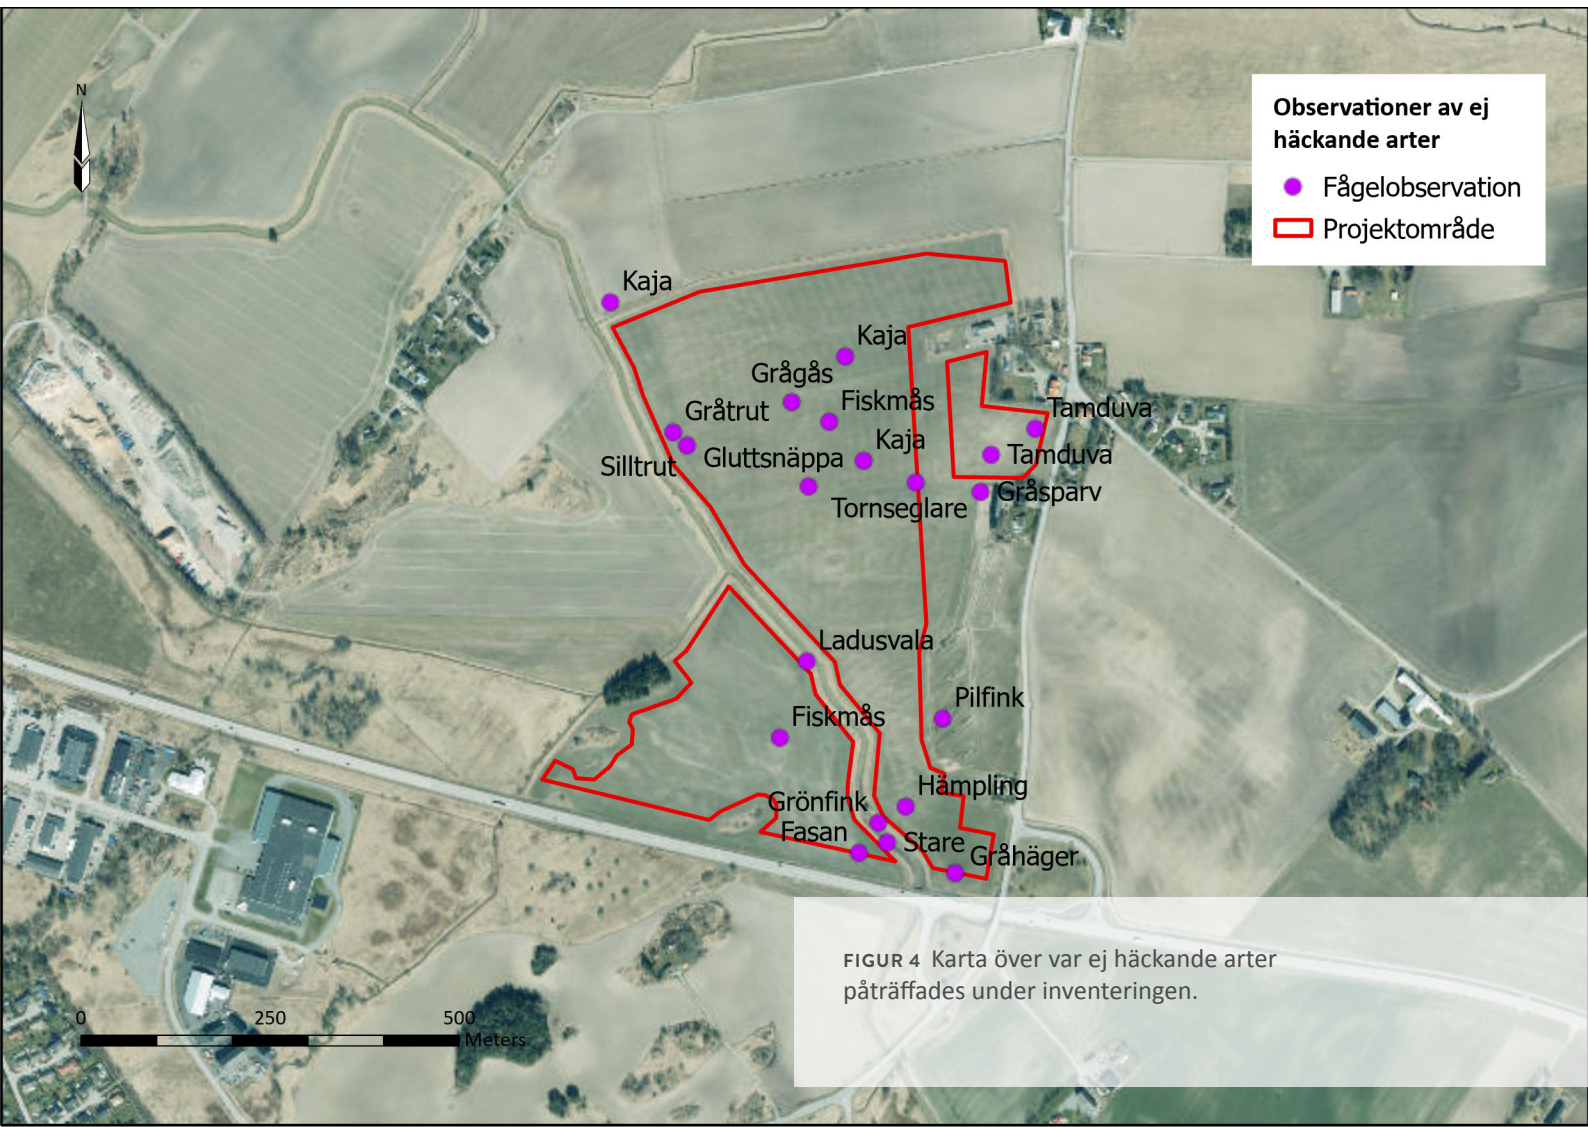 N
Observationer av ej
häckande arter
Fågelobservation
Projektområde
Kaja
Kaja
Grågås
Fiskmås
Gråtrut
Tamduva
Kaja
Silltrut
Gluttsnäppa
Tamduva
Gråsparv
Tornseglare
Ladusvala
Pilfink
Fiskmås
Hämpling
Grönfink
Fasan
Stare
Gråhäger
FIGUR 4 Karta över var ej häckande arter
påträffades under inventeringen.
0 250 500
Meters